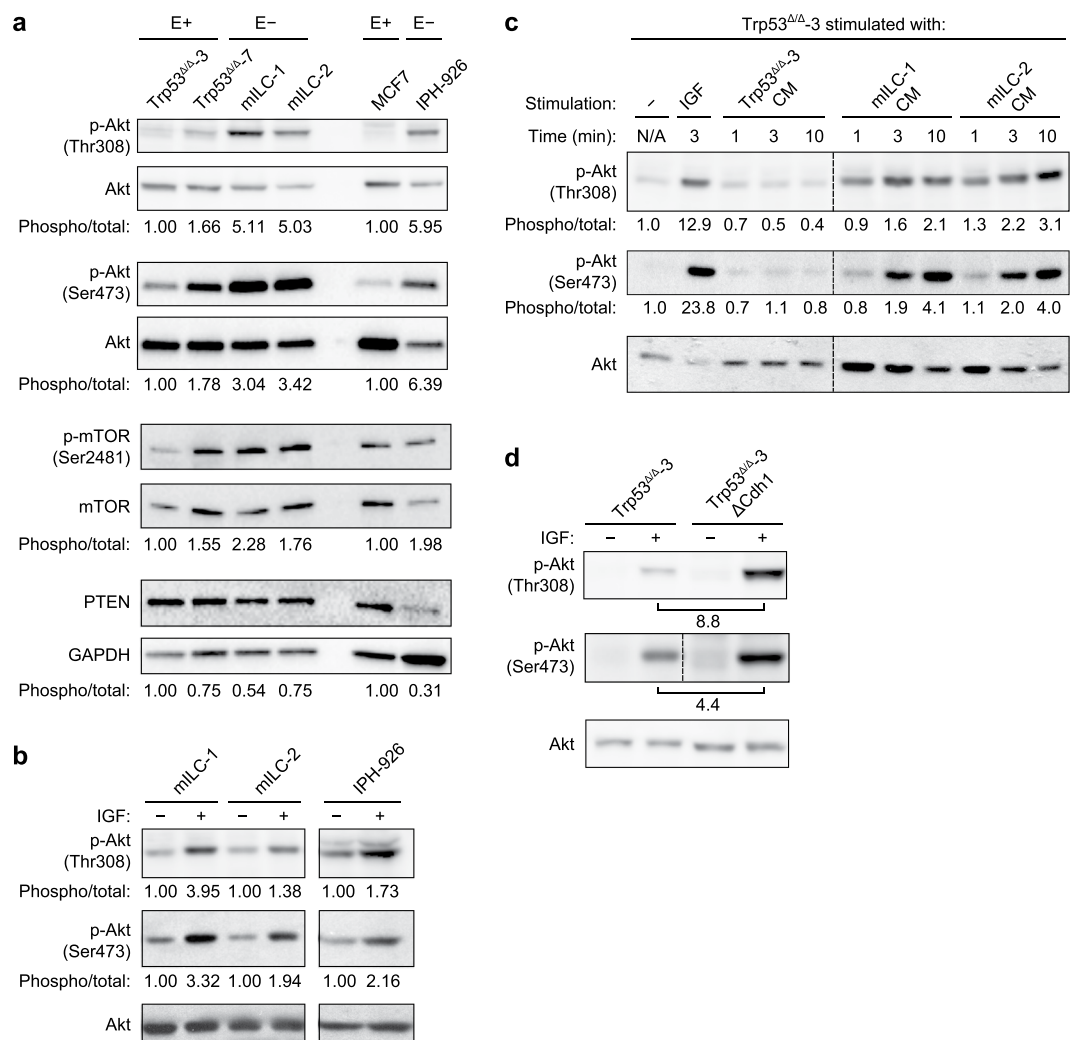 a
E+ E− E+ E−
Trp53Δ/Δ-3 Trp53Δ/Δ-7 mILC-1 mILC-2 MCF7 IPH-926
p-Akt
(Thr308)
Akt
Phospho/total: 1.00 1.66 5.11 5.03 1.00 5.95
p-Akt
(Ser473)
Akt
Phospho/total: 1.00 1.78 3.04 3.42 1.00 6.39
p-mTOR
(Ser2481)
mTOR
Phospho/total: 1.00 1.55 2.28 1.76 1.00 1.98
PTEN
GAPDH
Phospho/total: 1.00 0.75 0.54 0.75 1.00 0.31
b
mILC-1 mILC-2 IPH-926
IGF: − + − + − +
p-Akt
(Thr308)
Phospho/total: 1.00 3.95 1.00 1.38 1.00 1.73
p-Akt
(Ser473)
Phospho/total: 1.00 3.32 1.00 1.94 1.00 2.16
Akt
c
Trp53Δ/Δ-3 stimulated with:
Stimulation: − IGF Trp53Δ/Δ-3 CM mILC-1 CM mILC-2 CM
Time (min): N/A 3 1 3 10 1 3 10 1 3 10
p-Akt
(Thr308)
Phospho/total: 1.0 12.9 0.7 0.5 0.4 0.9 1.6 2.1 1.3 2.2 3.1
p-Akt
(Ser473)
Phospho/total: 1.0 23.8 0.7 1.1 0.8 0.8 1.9 4.1 1.1 2.0 4.0
Akt
d
Trp53Δ/Δ-3 Trp53Δ/Δ-3 ΔCdh1
IGF: − + − +
p-Akt
(Thr308)
8.8
p-Akt
(Ser473)
4.4
Akt